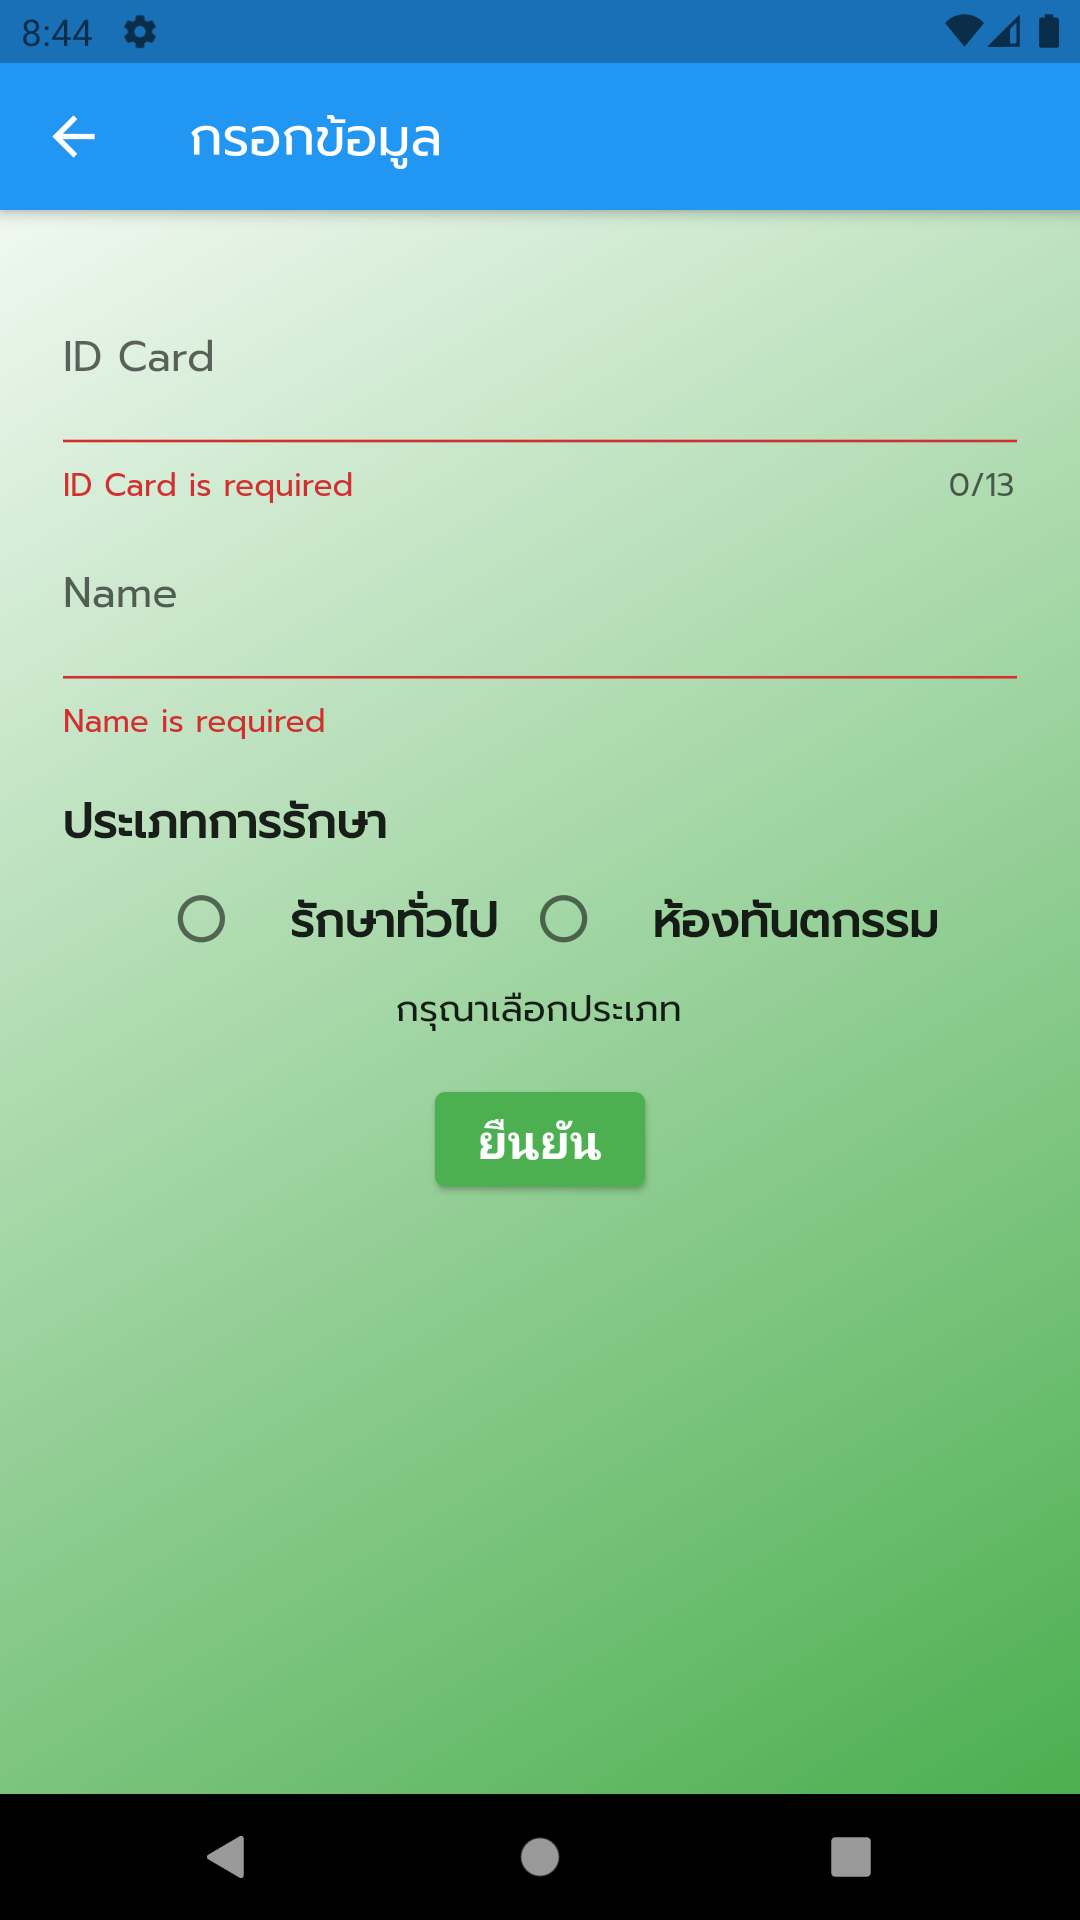 8:44
กรอกข้อมูล
ID Card
ID Card is required 0/13
Name
Name is required
ประเภทการรักษา
รักษาทั่วไป ห้องทันตกรรม
กรุณาเลือกประเภท
ยืนยัน